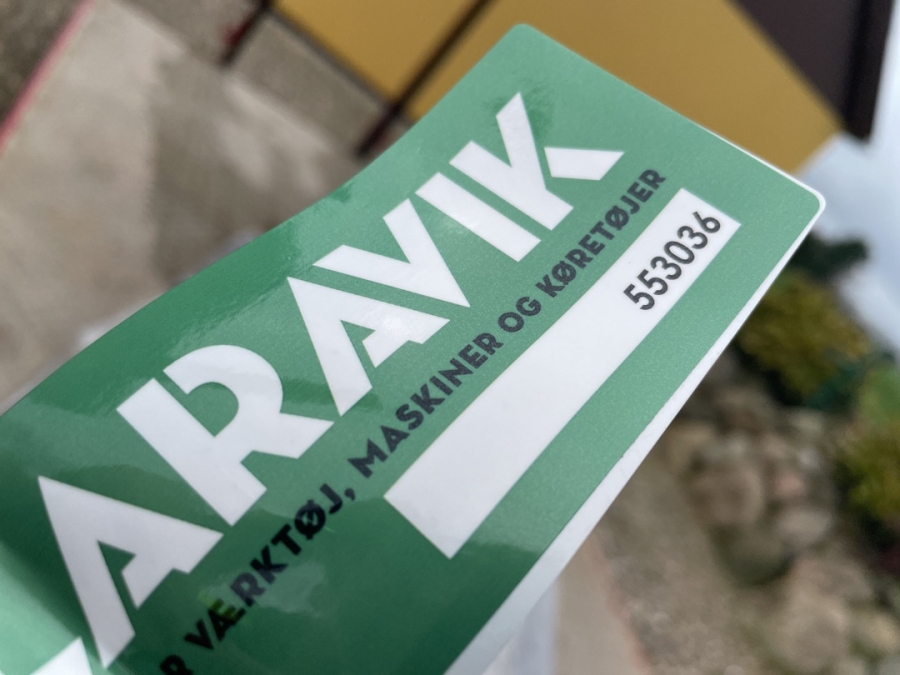 ARAVIK
VÆRKTØJ, MASKINER OG KØRETØJER
553036